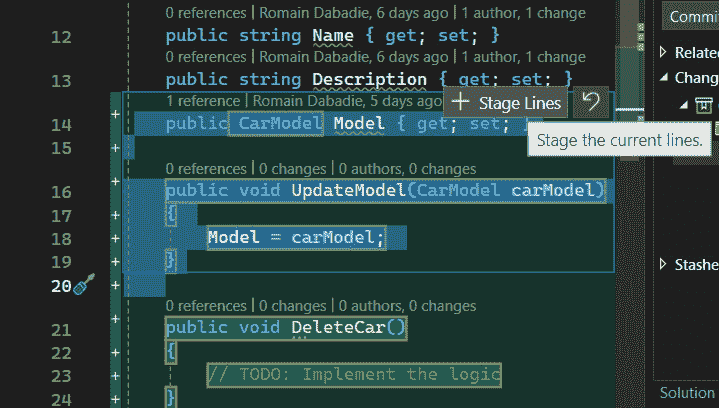 0 references | Romain Dabadie, 6 days ago | 1 author, 1 change
Commi
12 public string Name { get; set; }
0 references | Romain Dabadie, 6 days ago | 1 author, 1 change
Related
13 public string Description { get; set; }
Chang
1 reference | Romain Dabadie, 5 days ago
+ Stage Lines
14 public CarModel Model { get; set; }
Stage the current lines.
15
0 references | 0 changes | 0 authors, 0 changes
16 public void UpdateModel(CarModel carModel)
17 {
18 Model = carModel;
19 }
Stashe
20
0 references | 0 changes | 0 authors, 0 changes
21 public void DeleteCar()
22 {
23 // TODO: Implement the logic
24 }
Solution